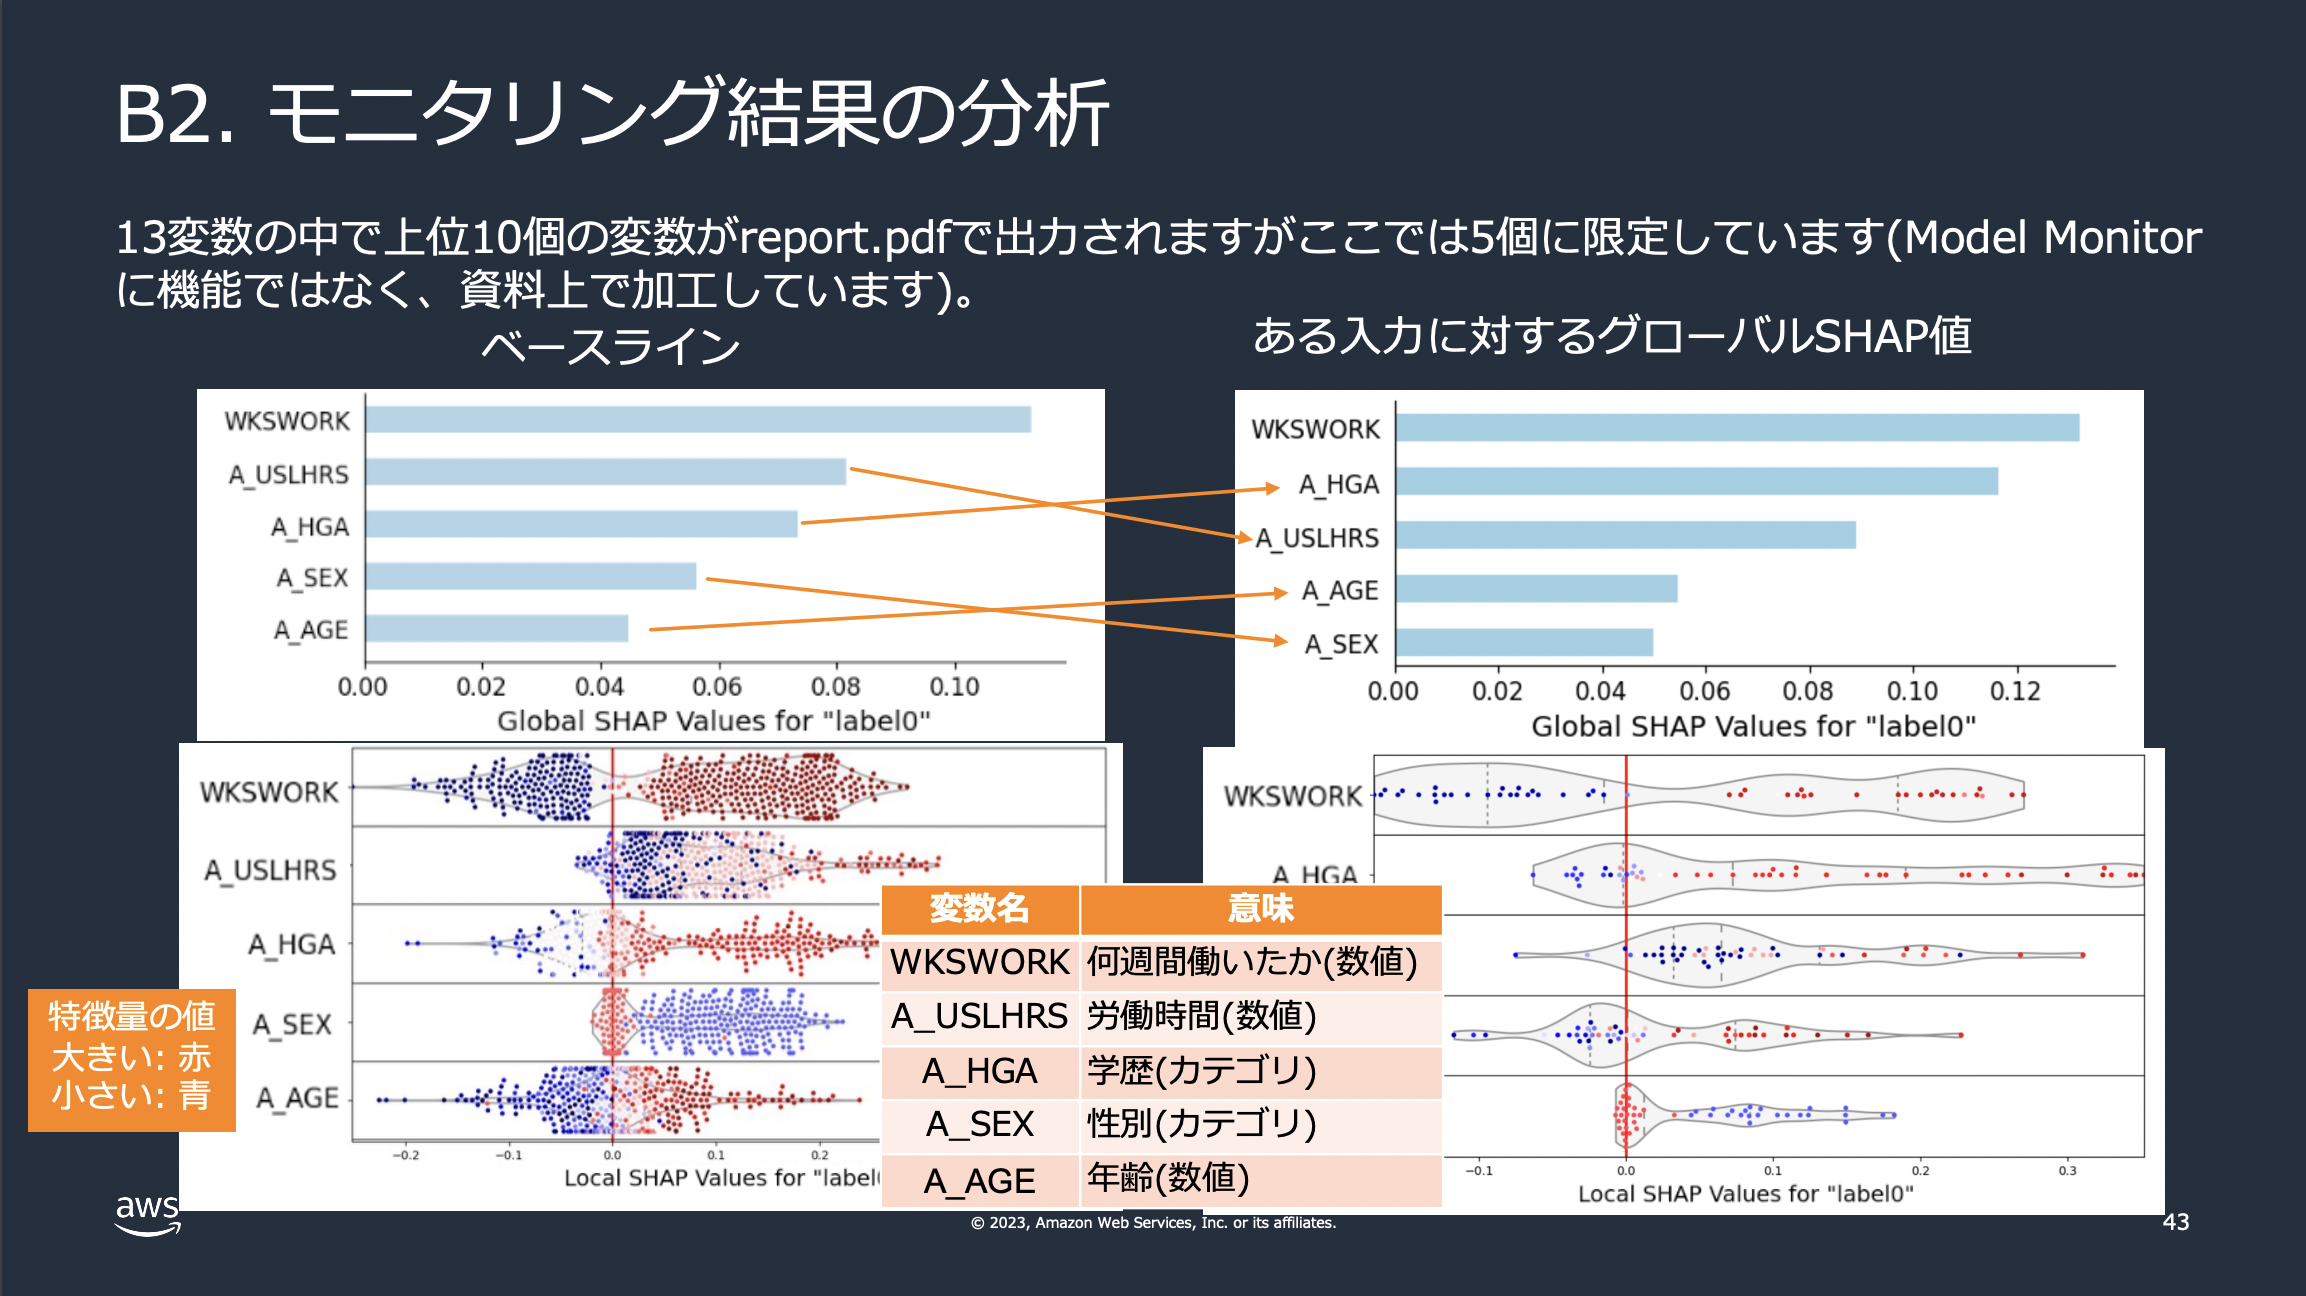 B2. モニタリング結果の分析
13変数の中で上位10個の変数がreport.pdfで出力されますがここでは5個に限定しています(Model Monitor
に機能ではなく、資料上で加工しています)。
ベースライン
WKSWORK
A_USLHRS
A_HGA
A_SEX
A_AGE
0.00 0.02 0.04 0.06 0.08 0.10
Global SHAP Values for "label0"
ある入力に対するグローバルSHAP値
WKSWORK
A_HGA
A_USLHRS
A_AGE
A_SEX
0.00 0.02 0.04 0.06 0.08 0.10 0.12
Global SHAP Values for "label0"
WKSWORK
A_USLHRS
A_HGA
A_SEX
A_AGE
−0.2 −0.1 0.0 0.1 0.2
Local SHAP Values for "label
特徴量の値
大きい: 赤
小さい: 青
変数名 意味
WKSWORK 何週間働いたか(数値)
A_USLHRS 労働時間(数値)
A_HGA 学歴(カテゴリ)
A_SEX 性別(カテゴリ)
A_AGE 年齢(数値)
WKSWORK
A_HGA
−0.1 0.0 0.1 0.2 0.3
Local SHAP Values for "label0"
aws
© 2023, Amazon Web Services, Inc. or its affiliates.
43